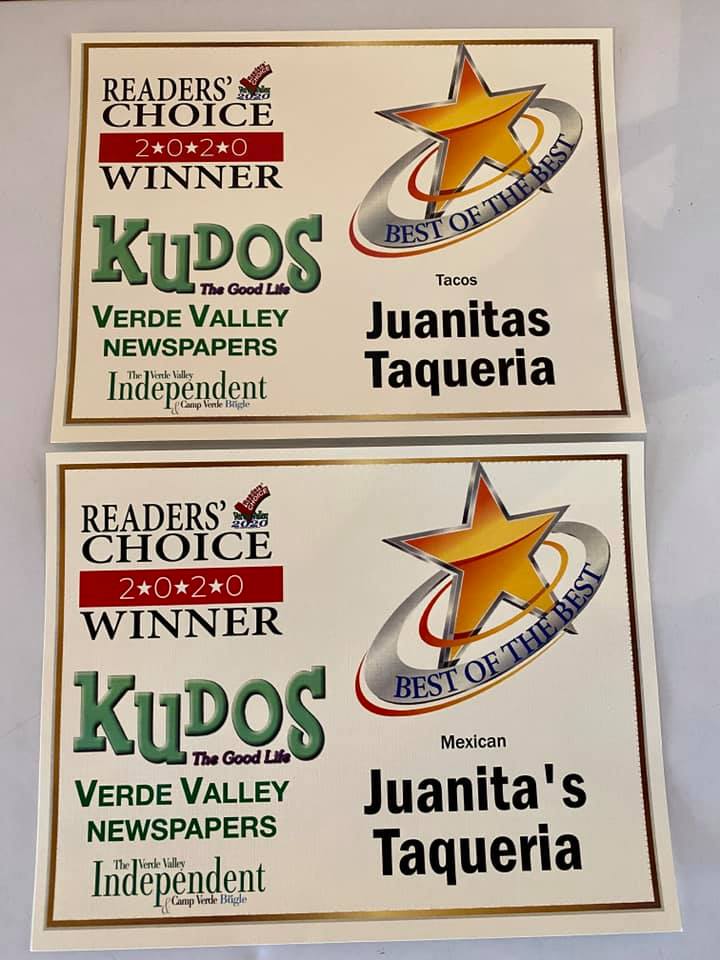 READERS'
CHOICE
2★0★2★0
WINNER
KUDOS
The Good Life
VERDE VALLEY
NEWSPAPERS
The Verde Valley
Independent
& Camp Verde Bugle
BEST OF THE BEST
Tacos
Juanitas
Taqueria
READERS'
CHOICE
2★0★2★0
WINNER
KUDOS
The Good Life
VERDE VALLEY
NEWSPAPERS
The Verde Valley
Independent
& Camp Verde Bugle
BEST OF THE BEST
Mexican
Juanita's
Taqueria